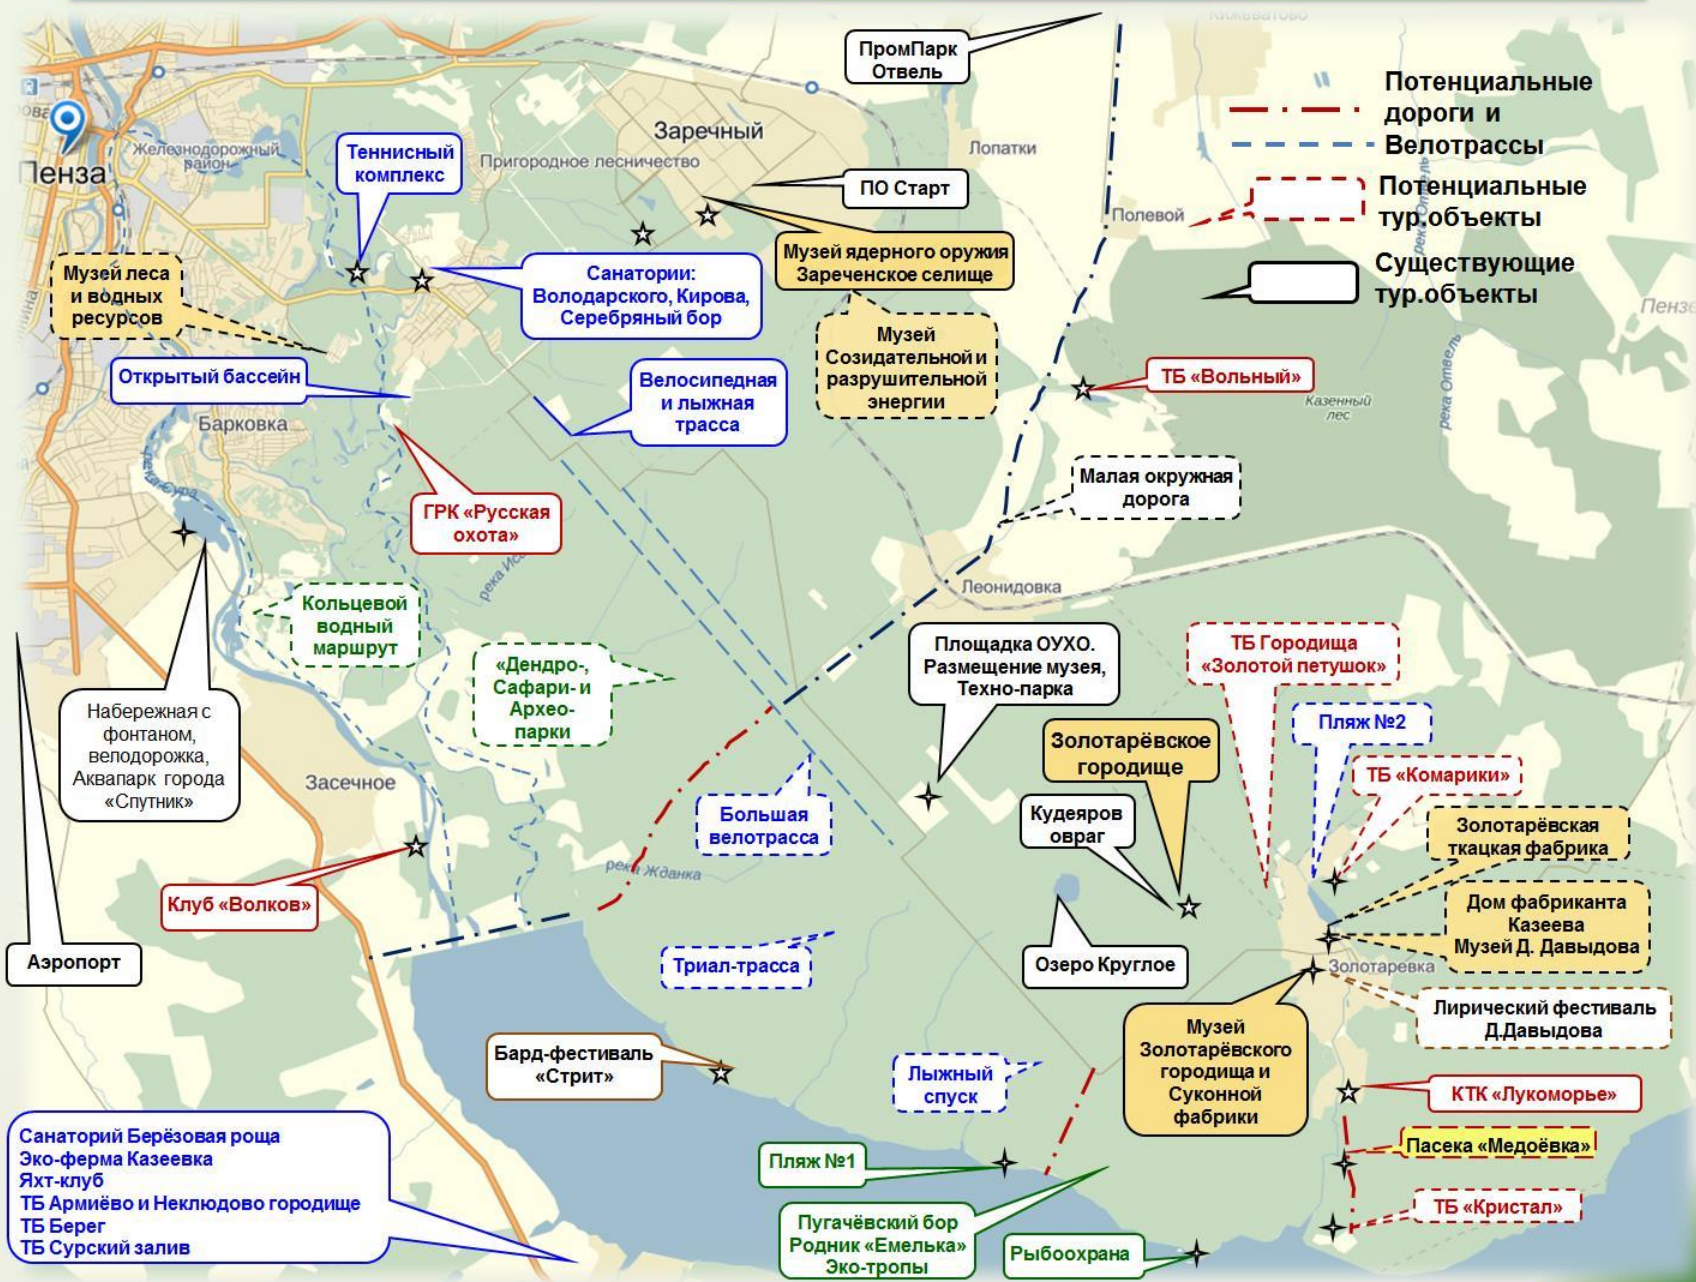 Кижеватово
ПромПарк
Отвель
Потенциальные
дороги и
Велотрассы
Потенциальные
тур.объекты
Существующие
тур.объекты
Заречный
Пригородное лесничество
Лопатки
Железнодорожный
район
Пенза
Теннисный
комплекс
ПО Старт
Полевой
река Отвель
Музей ядерного оружия
Зареченское селище
Музей леса
и водных
ресурсов
Санатории:
Володарского, Кирова,
Серебряный бор
Музей
Созидательной и
разрушительной
энергии
Открытый бассейн
Велосипедная
и лыжная
трасса
ТБ «Вольный»
Казенный
лес
река Отвель
Барковка
река Сура
ГРК «Русская
охота»
Малая окружная
дорога
Леонидовка
Кольцевой
водный
маршрут
«Дендро-,
Сафари- и
Архео-
парки
Площадка ОУХО.
Размещение музея,
Техно-парка
ТБ Городища
«Золотой петушок»
Пляж №2
Набережная с
фонтаном,
велодорожка,
Аквапарк города
«Спутник»
Засечное
Золотарёвское
городище
ТБ «Комарики»
Большая
велотрасса
Кудеяров
овраг
Золотарёвская
ткацкая фабрика
река Жданка
Клуб «Волков»
Дом фабриканта
Казеева
Музей Д. Давыдова
Аэропорт
Триал-трасса
Озеро Круглое
Золотаревка
Лирический фестиваль
Д.Давыдова
Музей
Золотарёвского
городища и
Суконной
фабрики
Бард-фестиваль
«Стрит»
Лыжный
спуск
КТК «Лукоморье»
Санаторий Берёзовая роща
Эко-ферма Казеевка
Яхт-клуб
ТБ Армиёво и Неклюдово городище
ТБ Берег
ТБ Сурский залив
Пляж №1
Пасека «Медоёвка»
ТБ «Кристал»
Пугачёвский бор
Родник «Емелька»
Эко-тропы
Рыбоохрана